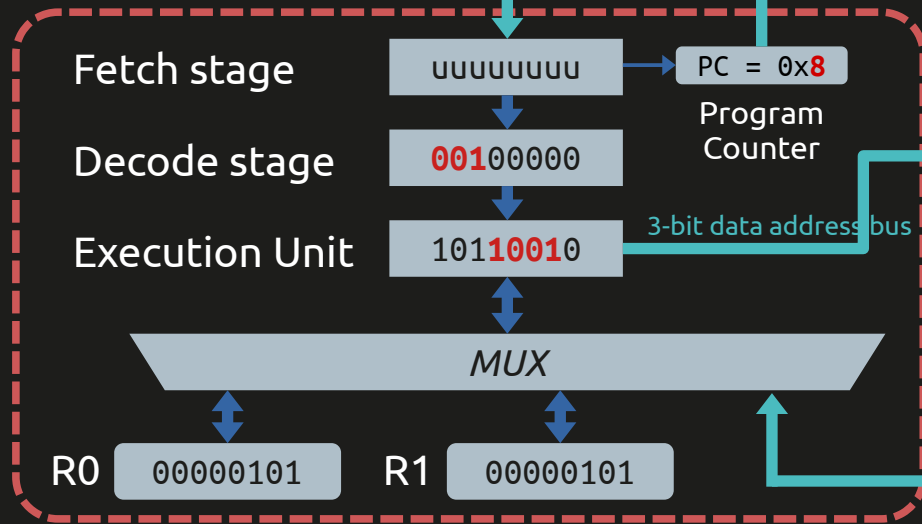 Fetch stage
uuuuuuuu
PC = 0x8
Program
Counter
Decode stage
00100000
Execution Unit
10110010
3-bit data address bus
MUX
R0
00000101
R1
00000101